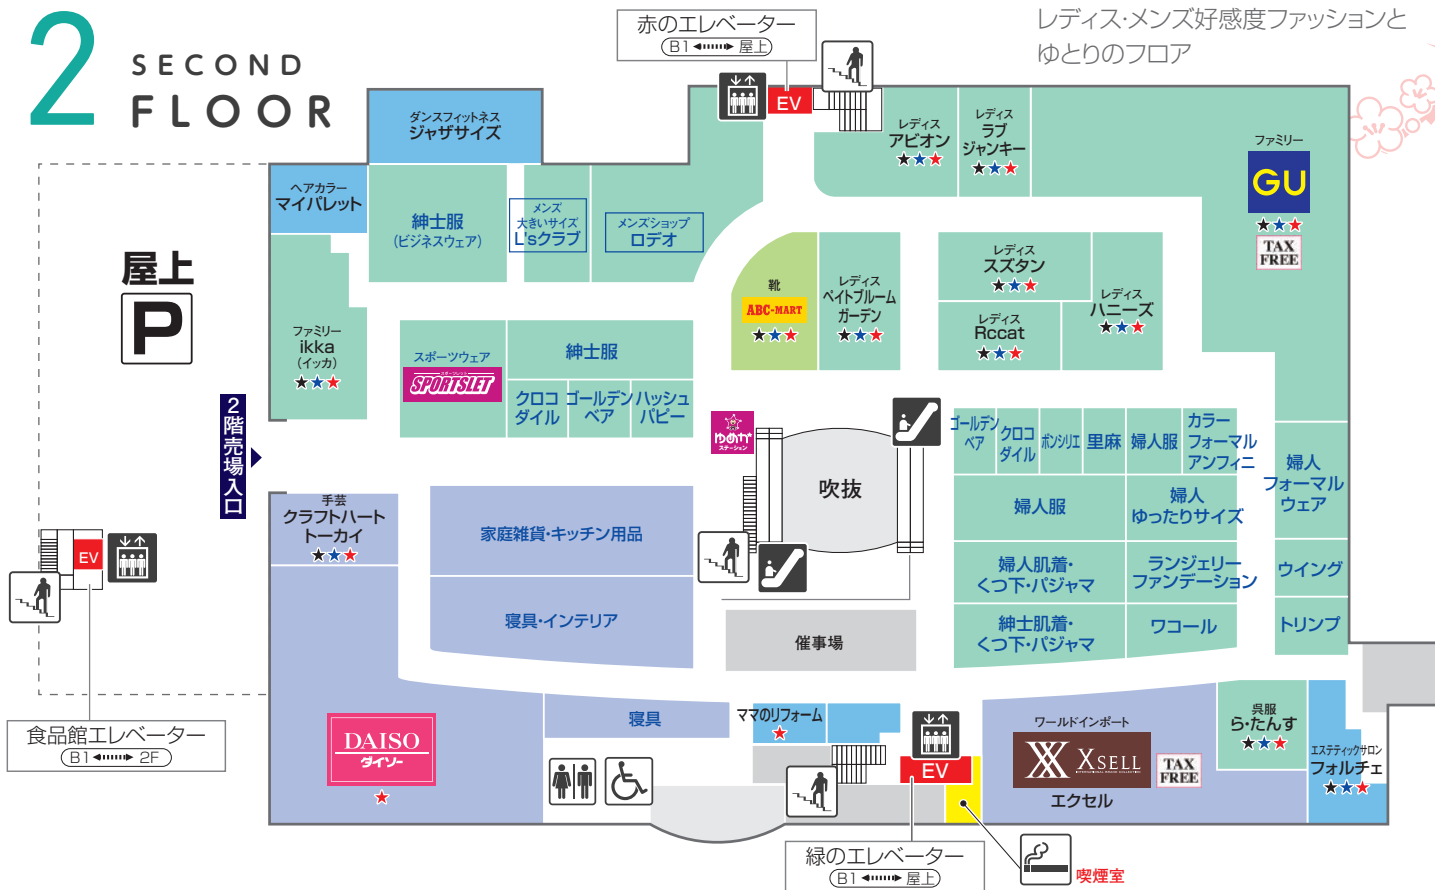 2
SECOND
FLOOR
レディス・メンズ好感度ファッションと
ゆとりのフロア
赤のエレベーター
B1 屋上
EV
ダンスフィットネス
ジャザサイズ
ヘアカラー
マイパレット
紳士服
(ビジネスウェア)
メンズ
大きいサイズ
L'sクラブ
メンズショップ
ロデオ
レディス
アピオン
★★★
レディス
ラブ
ジャンキー
★★★
ファミリー
GU
★★★
TAX
FREE
屋上
P
ファミリー
ikka
(イッカ)
★★★
スポーツウェア
SPORTSLET
紳士服
クロコ
ダイル
ゴールデン
ベア
ハッシュ
パピー
靴
ABC-MART
★★★
レディス
ペイトブルーム
ガーデン
★★★
レディス
スズタン
★★★
レディス
Rccat
★★★
レディス
ハニーズ
★★★
2階売場入口
ゆめか
ステーション
吹抜
ゴールデン
ベア
クロコ
ダイル
ボンシリエ
里麻
婦人服
カラー
フォーマル
アンフィニ
婦人
フォーマル
ウェア
婦人服
婦人
ゆったりサイズ
婦人肌着・
くつ下・パジャマ
ランジェリー
ファンデーション
ウイング
紳士肌着・
くつ下・パジャマ
ワコール
トリンプ
手芸
クラフトハート
トーカイ
★★★
家庭雑貨・キッチン用品
寝具・インテリア
催事場
EV
食品館エレベーター
B1 2F
DAISO
ダイソー
★
寝具
ママのリフォーム
★
EV
ワールドインポート
XSELL
エクセル
TAX
FREE
呉服
ら・たんす
★★★
エステティックサロン
フォルチェ
★★★
緑のエレベーター
B1 屋上
喫煙室